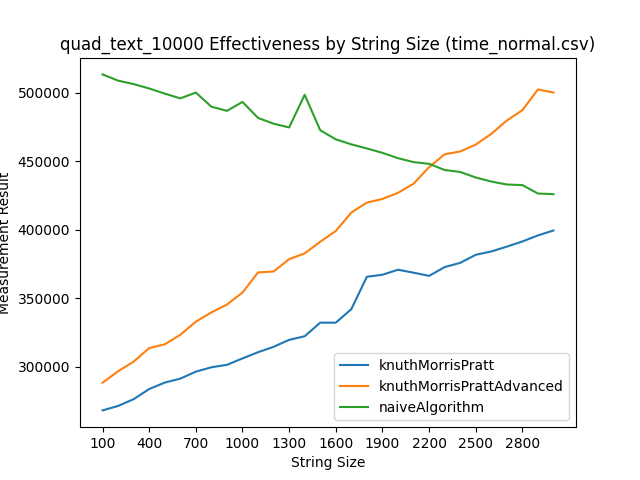 quad_text_10000 Effectiveness by String Size (time_normal.csv)
Measurement Result
500000
450000
400000
350000
300000
100 400 700 1000 1300 1600 1900 2200 2500 2800
String Size
knuthMorrisPratt
knuthMorrisPrattAdvanced
naiveAlgorithm